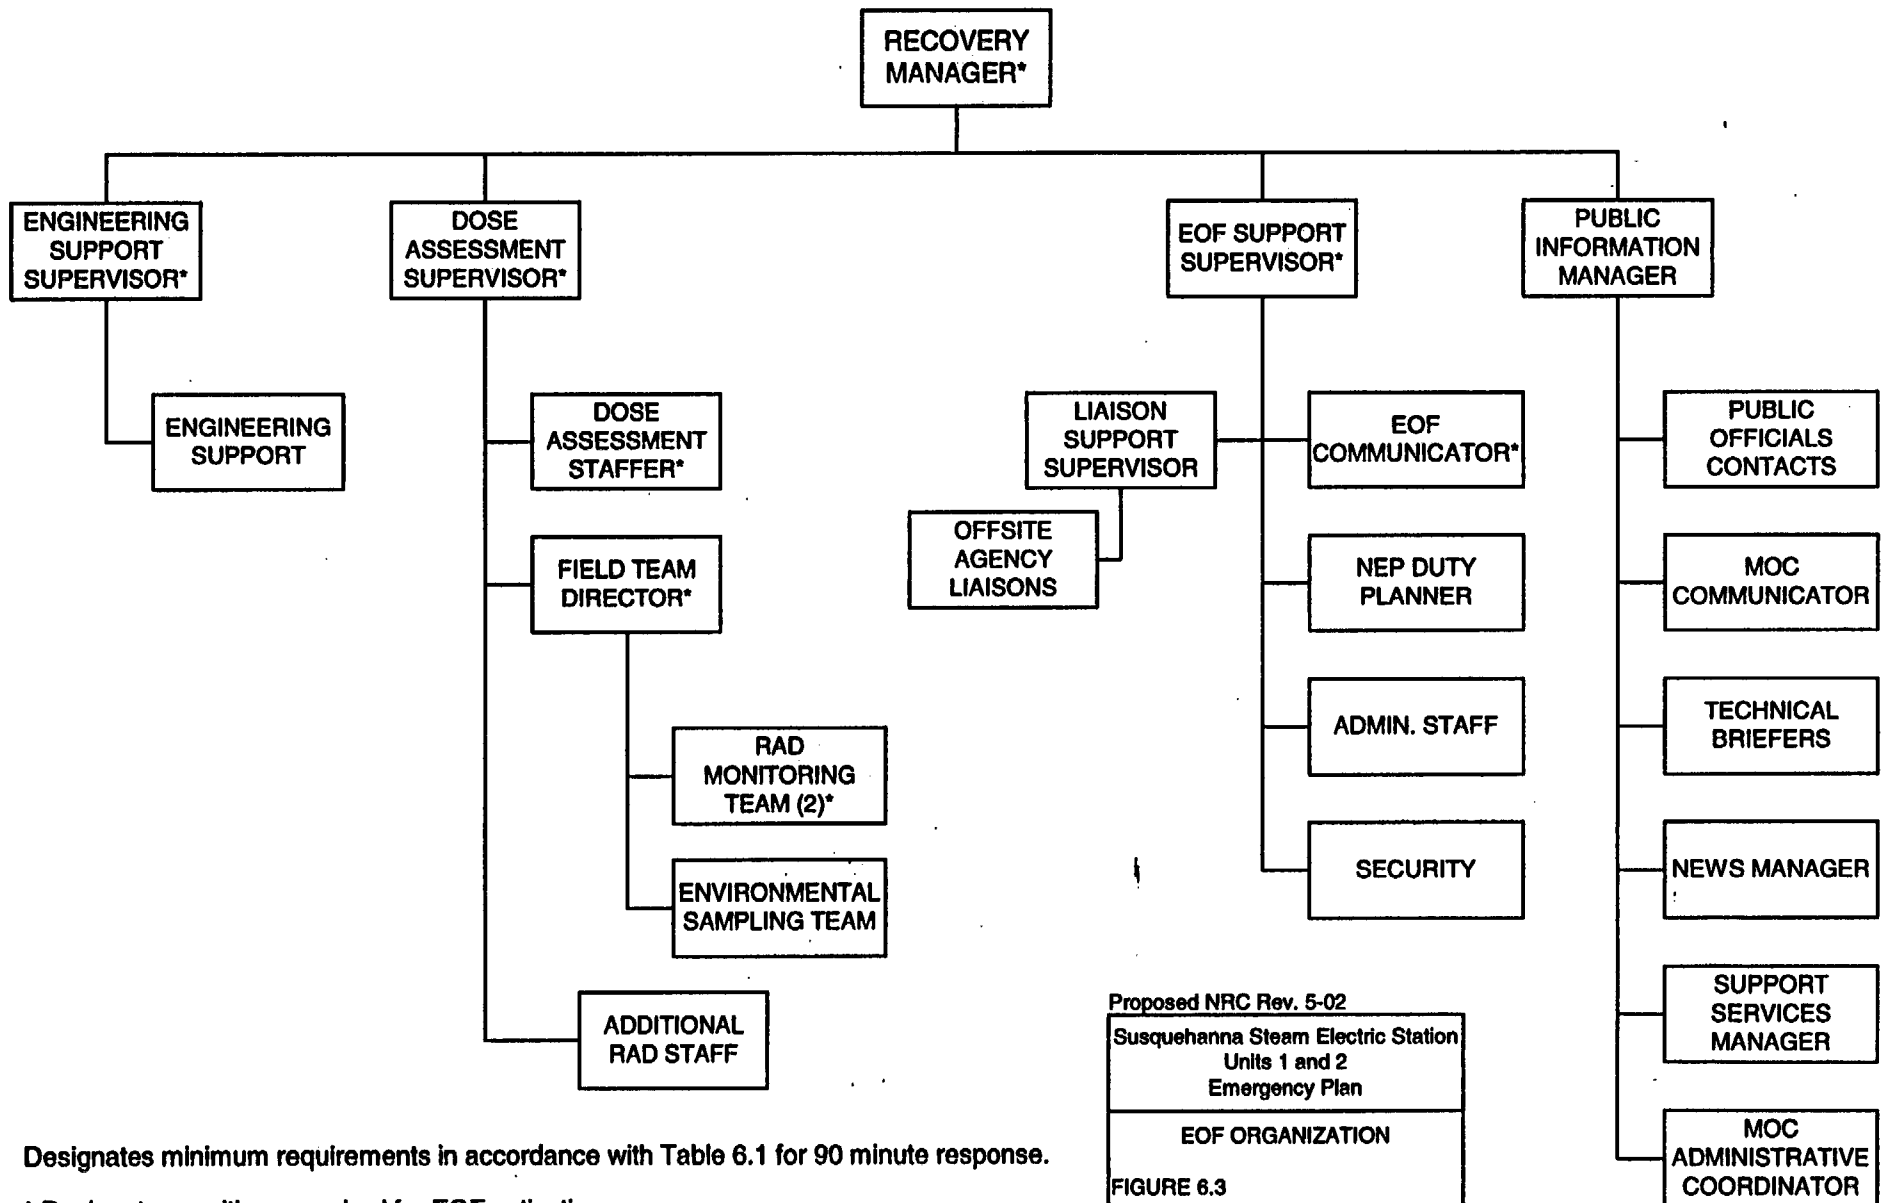 RECOVERY
MANAGER*
ENGINEERING
SUPPORT
SUPERVISOR*
DOSE
ASSESSMENT
SUPERVISOR*
EOF SUPPORT
SUPERVISOR*
PUBLIC
INFORMATION
MANAGER
ENGINEERING
SUPPORT
DOSE
ASSESSMENT
STAFFER*
LIAISON
SUPPORT
SUPERVISOR
EOF
COMMUNICATOR*
PUBLIC
OFFICIALS
CONTACTS
FIELD TEAM
DIRECTOR*
OFFSITE
AGENCY
LIAISONS
NEP DUTY
PLANNER
MOC
COMMUNICATOR
RAD
MONITORING
TEAM (2)*
ADMIN. STAFF
TECHNICAL
BRIEFERS
ENVIRONMENTAL
SAMPLING TEAM
SECURITY
NEWS MANAGER
ADDITIONAL
RAD STAFF
SUPPORT
SERVICES
MANAGER
MOC
ADMINISTRATIVE
COORDINATOR
Proposed NRC Rev. 5-02
Susquehanna Steam Electric Station
Units 1 and 2
Emergency Plan
EOF ORGANIZATION
FIGURE 6.3
Designates minimum requirements in accordance with Table 6.1 for 90 minute response.